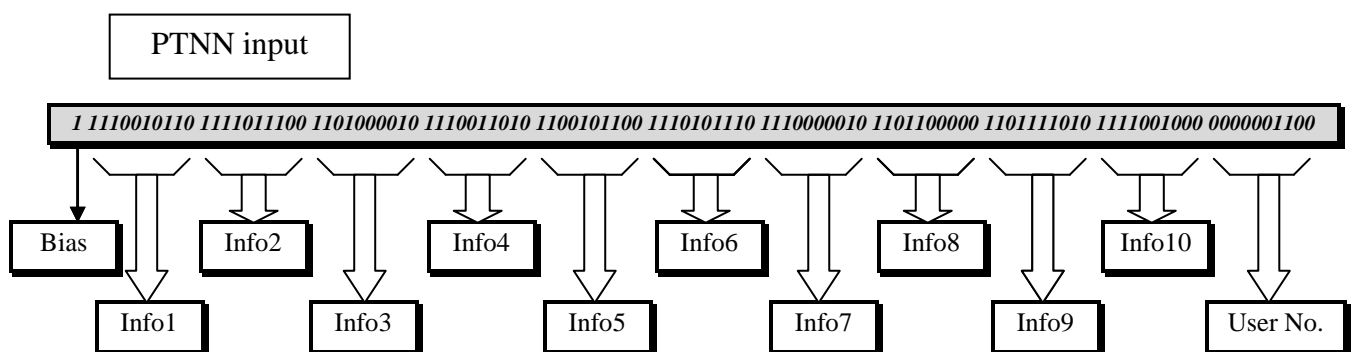 PTNN input
1 1110010110 1111011100 1101000010 1110011010 1100101100 1110101110 1110000010 1101100000 1101111010 1111001000 0000001100
Bias Info2 Info4 Info6 Info8 Info10
Info1 Info3 Info5 Info7 Info9 User No.